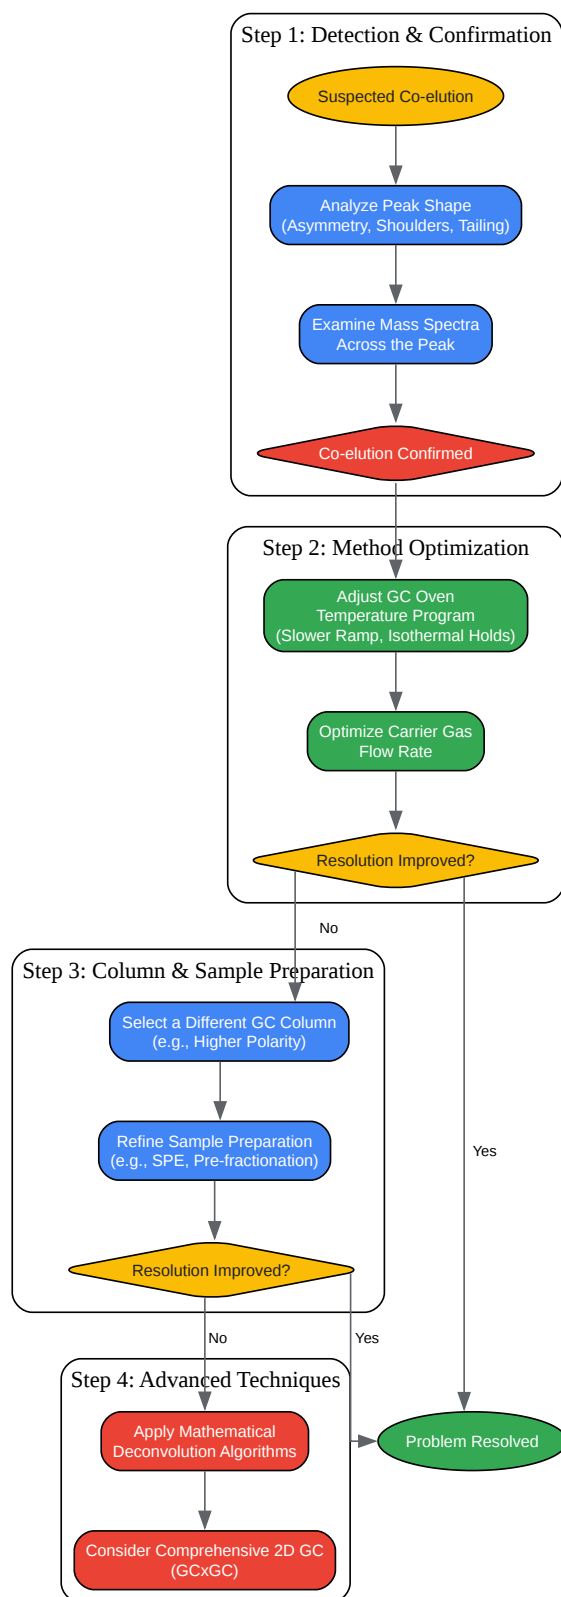 Step 1: Detection & Confirmation
Suspected Co-elution
Analyze Peak Shape
(Asymmetry, Shoulders, Tailing)
Examine Mass Spectra
Across the Peak
Co-elution Confirmed
Step 2: Method Optimization
Adjust GC Oven
Temperature Program
(Slower Ramp, Isothermal Holds)
Optimize Carrier Gas
Flow Rate
Resolution Improved?
No
Step 3: Column & Sample Preparation
Select a Different GC Column
(e.g., Higher Polarity)
Refine Sample Preparation
(e.g., SPE, Pre-fractionation)
Yes
Resolution Improved?
No
Yes
Step 4: Advanced Techniques
Apply Mathematical
Deconvolution Algorithms
Problem Resolved
Consider Comprehensive 2D GC
(GCxGC)